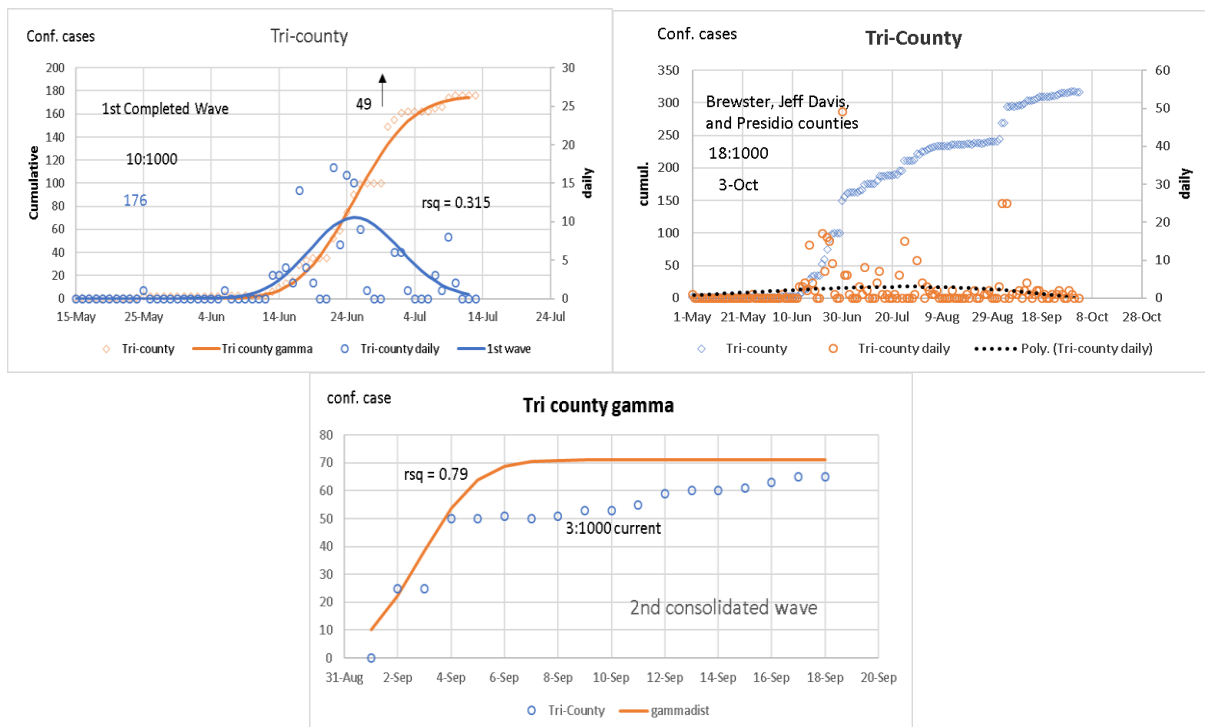 Conf. cases
Tri-county
200
180
160
140
120
100
80
60
40
20
0
Cumulative
30
25
20
15
10
5
0
daily
49
1st Completed Wave
10:1000
176
rsq = 0.315
15-May 25-May 4-Jun 14-Jun 24-Jun 4-Jul 14-Jul 24-Jul
Tri-county Tri county gamma Tri-county daily 1st wave
Conf. cases
Tri-County
350
300
250
200
150
100
50
0
cumul.
60
50
40
30
20
10
0
daily
Brewster, Jeff Davis,
and Presidio counties
18:1000
3-Oct
1-May 21-May 10-Jun 30-Jun 20-Jul 9-Aug 29-Aug 18-Sep 8-Oct 28-Oct
Tri-county Tri-county daily Poly. (Tri-county daily)
conf. case
Tri county gamma
80
70
60
50
40
30
20
10
0
rsq = 0.79
3:1000 current
2nd consolidated wave
31-Aug 2-Sep 4-Sep 6-Sep 8-Sep 10-Sep 12-Sep 14-Sep 16-Sep 18-Sep 20-Sep
Tri-County gammadist